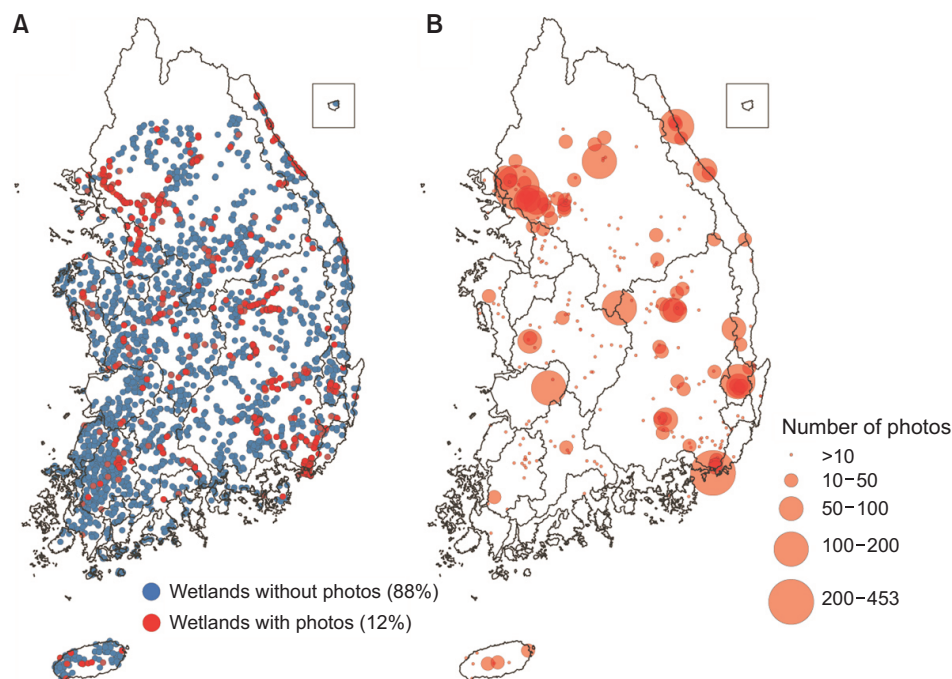 A
B
Wetlands without photos (88%)
Wetlands with photos (12%)
Number of photos
>10
10–50
50–100
100–200
200–453